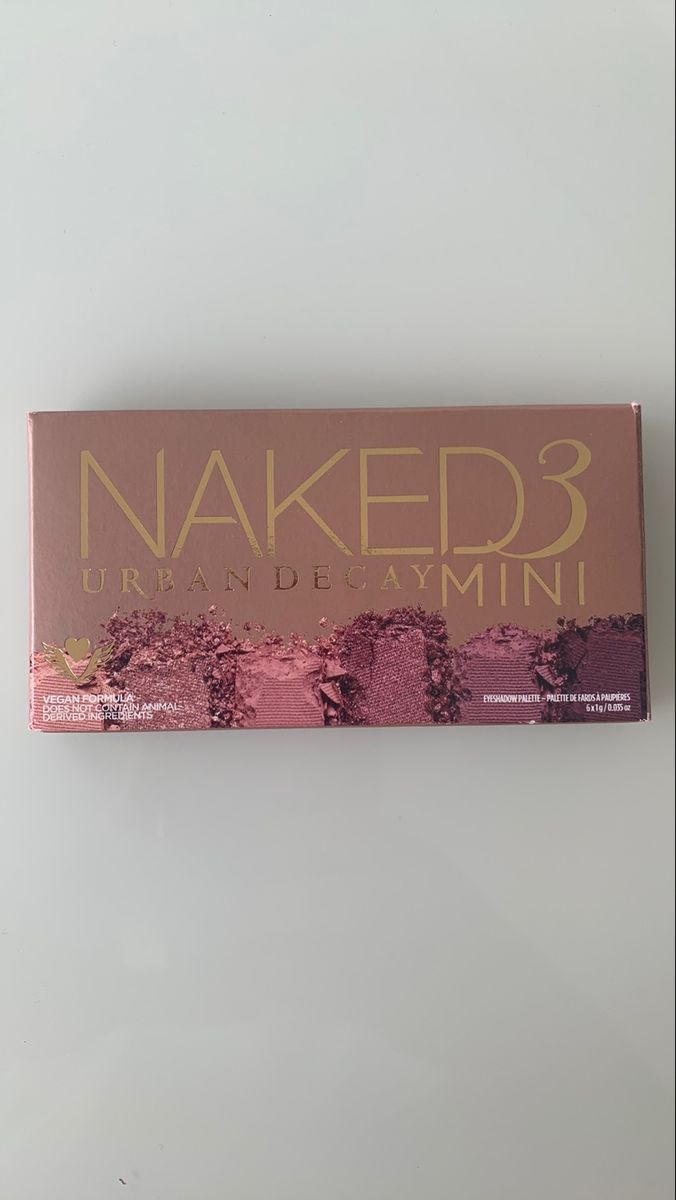 NAKED3
URBAN DECAY MINI
VEGAN FORMULA:
DOES NOT CONTAIN ANIMAL-
DERIVED INGREDIENTS
EYESHADOW PALETTE – PALETTE DE FARDS À PAUPIÈRES
6 x 1 g / 0.035 oz